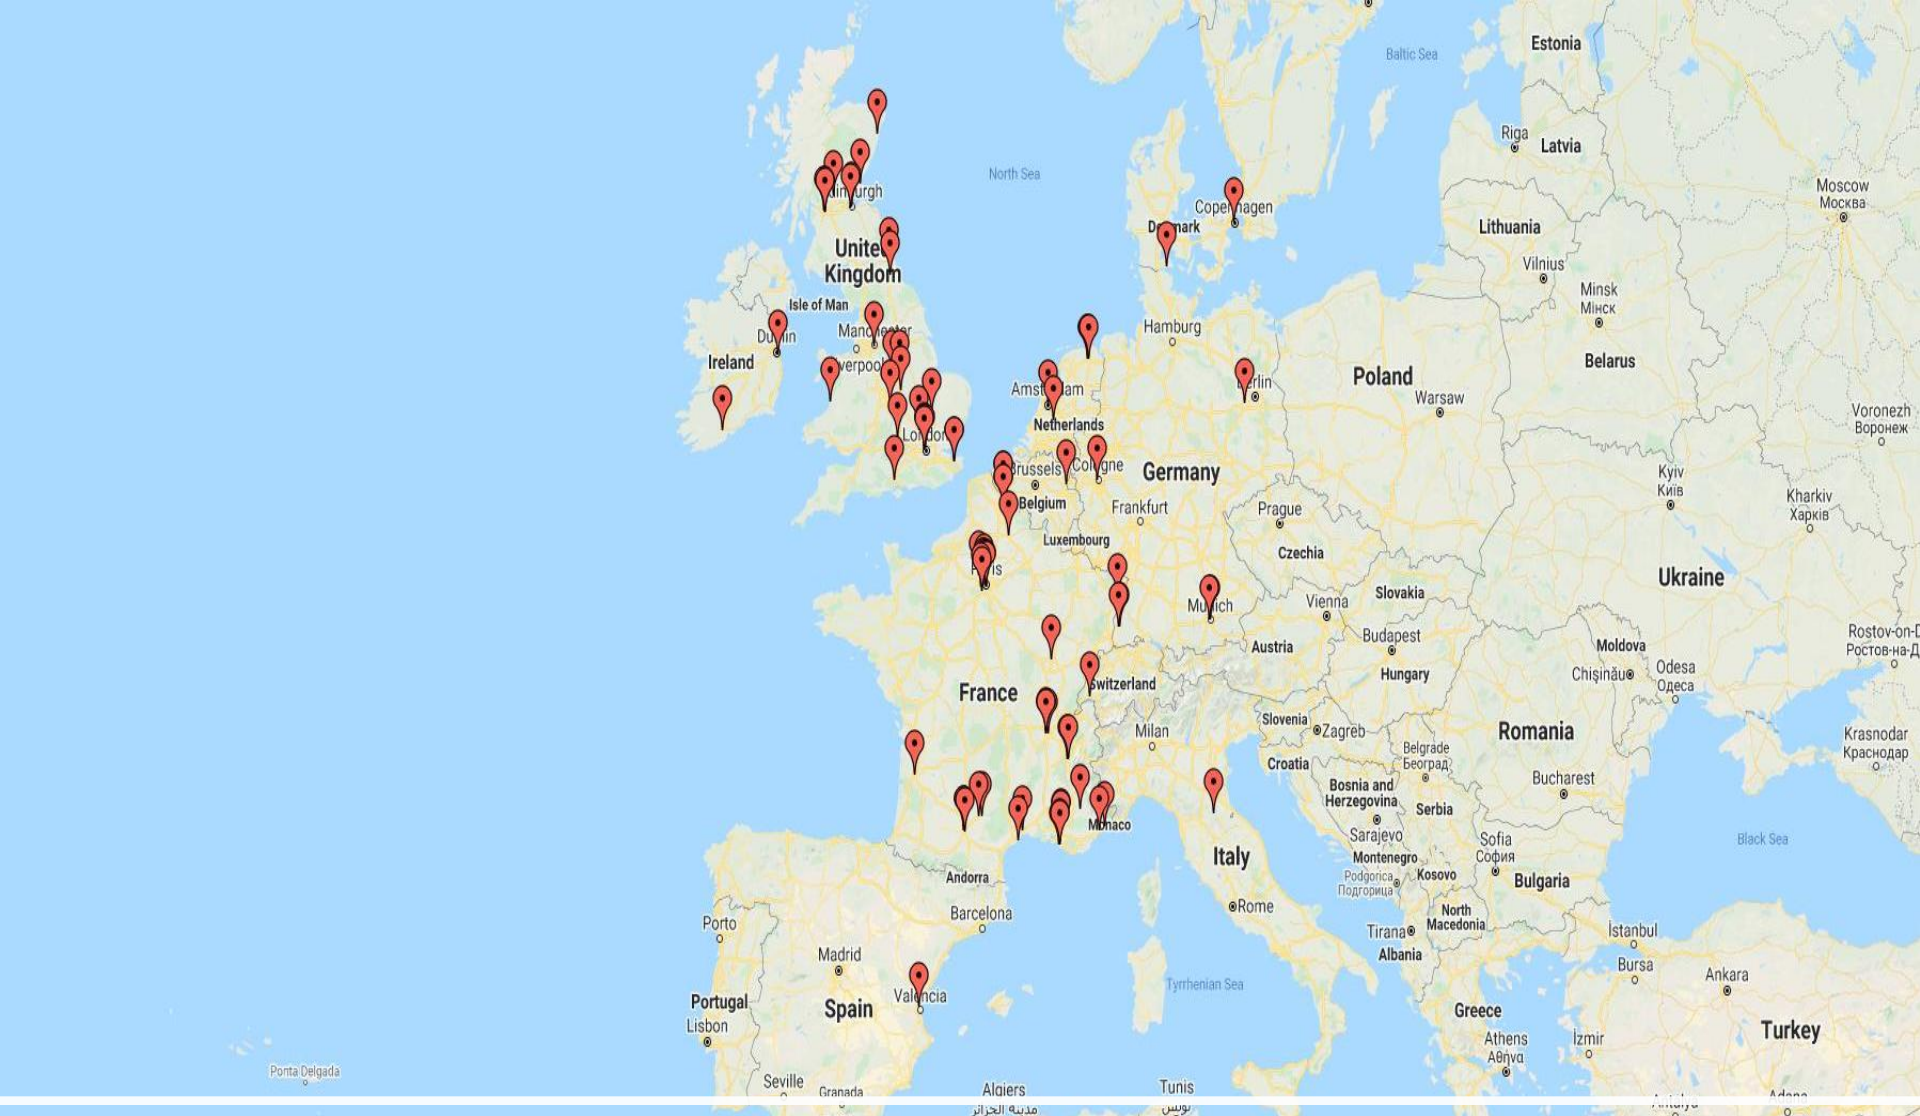 Estonia
Baltic Sea
Riga
Latvia
North Sea
Moscow
Москва
Edinburgh
Copenhagen
Denmark
Lithuania
United
Kingdom
Vilnius
Minsk
Мінск
Isle of Man
Manchester
Hamburg
Dublin
Ireland
Liverpool
Belarus
Poland
Berlin
Amsterdam
Warsaw
Voronezh
Воронеж
Netherlands
London
Brussels
Cologne
Germany
Kyiv
Київ
Belgium
Frankfurt
Prague
Kharkiv
Харків
Luxembourg
Czechia
Paris
Ukraine
Slovakia
Munich
Vienna
Budapest
Austria
Moldova
Rostov-on-D
Ростов-на-Д
Hungary
Chișinău
Odesa
Одеса
France
Switzerland
Slovenia
Zagreb
Milan
Romania
Krasnodar
Краснодар
Belgrade
Београд
Croatia
Bosnia and
Herzegovina
Bucharest
Serbia
Monaco
Sarajevo
Sofia
София
Black Sea
Italy
Montenegro
Andorra
Podgorica
Подгорица
Kosovo
Bulgaria
Rome
Barcelona
North
Macedonia
Porto
Tirana
İstanbul
Madrid
Albania
Bursa
Ankara
Tyrrhenian Sea
Valencia
Portugal
Spain
Greece
Lisbon
Athens
Αθήνα
İzmir
Turkey
Ponta Delgada
Seville
Granada
Algiers
مدينة الجزائر
Tunis
تونس
Antalya
Adana